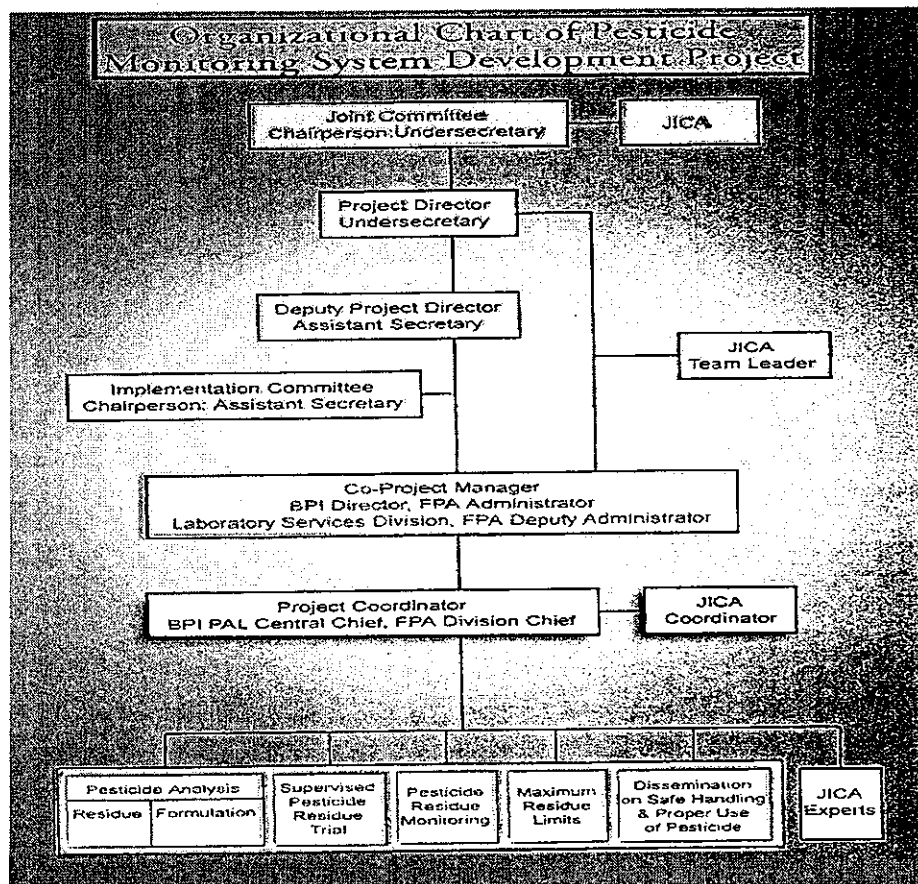 Organizational Chart of Pesticide
Monitoring System Development Project
Joint Committee
Chairperson:Undersecretary
JICA
Project Director
Undersecretary
Deputy Project Director
Assistant Secretary
JICA
Team Leader
Implementation Committee
Chairperson: Assistant Secretary
Co-Project Manager
BPI Director, FPA Administrator
Laboratory Services Division, FPA Deputy Administrator
Project Coordinator
BPI PAL Central Chief, FPA Division Chief
JICA
Coordinator
Pesticide Analysis
Residue
Formulation
Supervised
Pesticide
Residue
Trial
Pesticide
Residue
Monitoring
Maximum
Residue
Limits
Dissemination
on Safe Handling
& Proper Use
of Pesticide
JICA
Experts